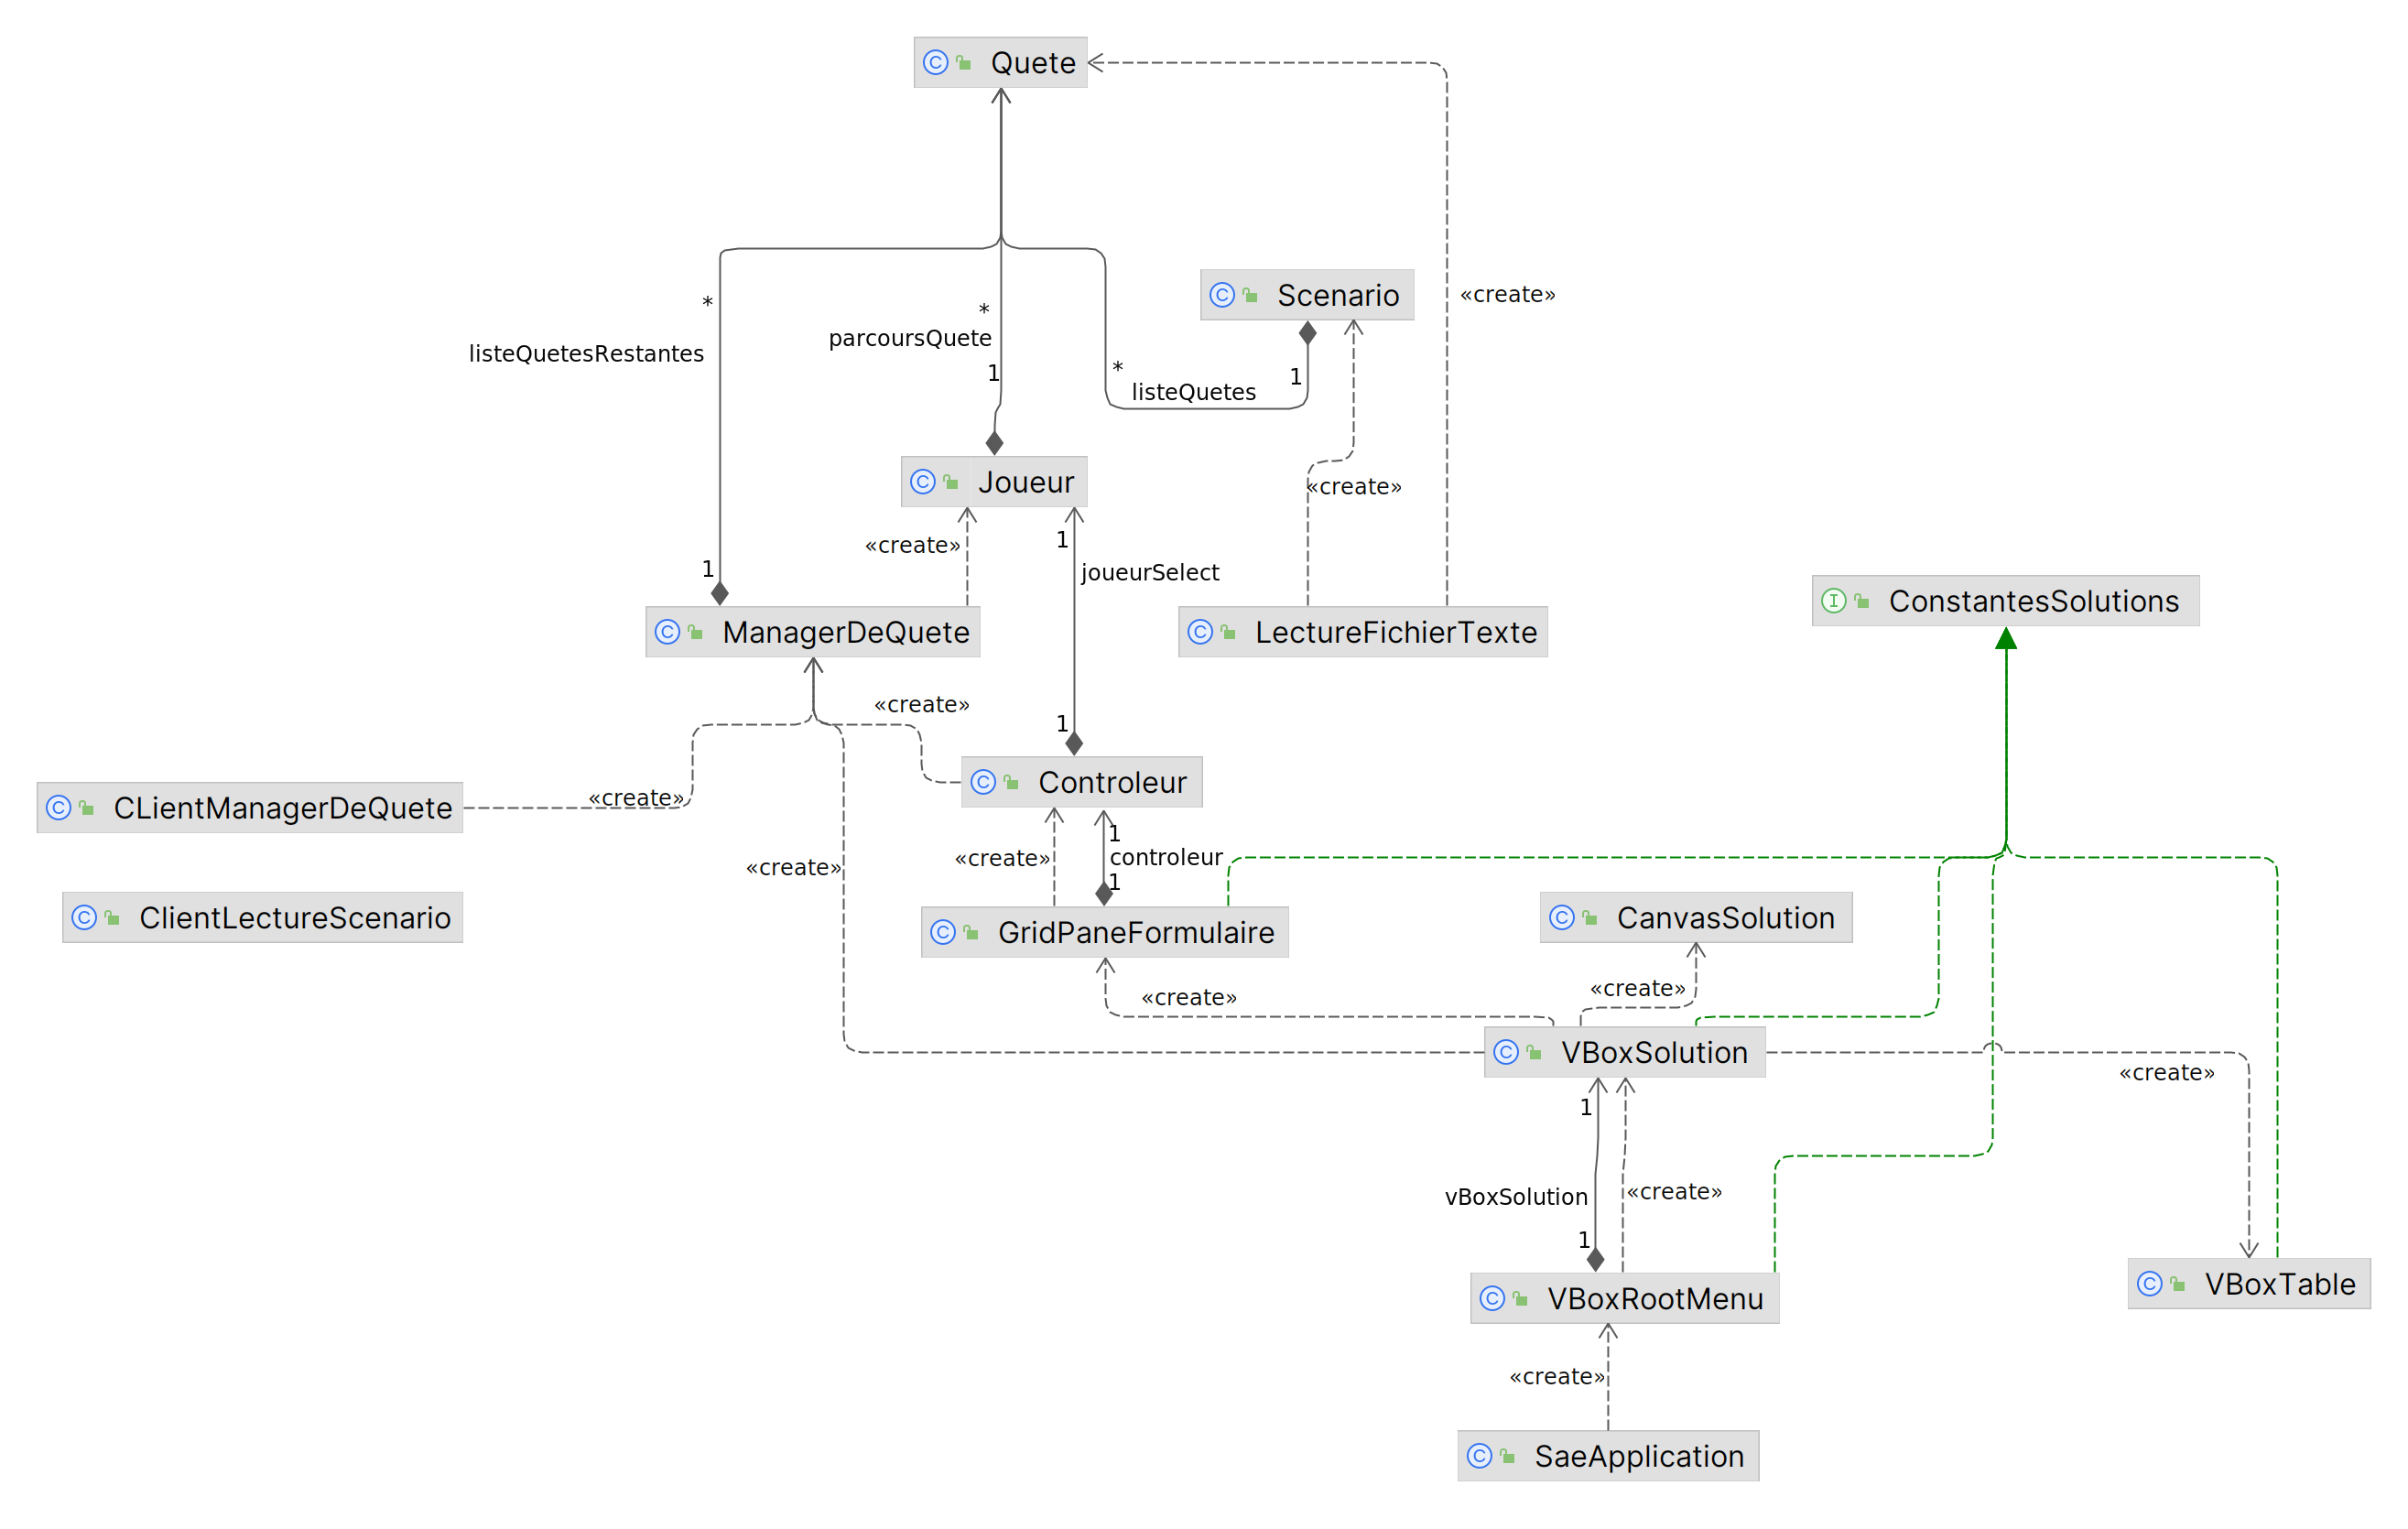 Quete
Scenario
«create»
*
*
parcoursQuete
listeQuetesRestantes
*
1
1
listeQuetes
Joueur
«create»
«create»
1
joueurSelect
1
ManagerDeQuete
LectureFichierTexte
ConstantesSolutions
«create»
1
Controleur
CLientManagerDeQuete
«create»
1
«create»
controleur
«create»
1
ClientLectureScenario
GridPaneFormulaire
CanvasSolution
«create»
«create»
VBoxSolution
«create»
1
vBoxSolution
«create»
1
VBoxRootMenu
VBoxTable
«create»
SaeApplication